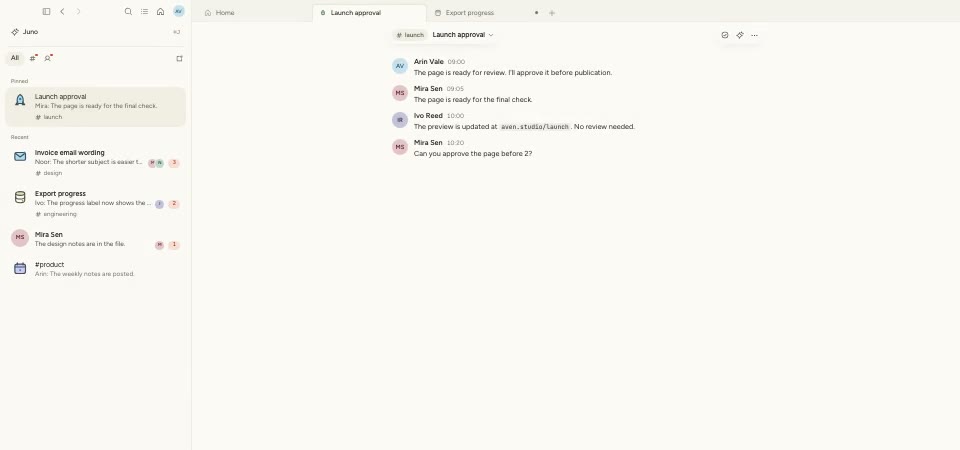 AV
Juno
⌘J
All
Pinned
Launch approval
Mira: The page is ready for the final check.
# launch
Recent
Invoice email wording
Noor: The shorter subject is easier t...
3
# design
Export progress
Ivo: The progress label now shows the ...
2
# engineering
MS
Mira Sen
The design notes are in the file.
1
#product
Arin: The weekly notes are posted.
Home
Launch approval
Export progress
# launch
Launch approval
AV
Arin Vale 09:00
The page is ready for review. I'll approve it before publication.
MS
Mira Sen 09:05
The page is ready for the final check.
IR
Ivo Reed 10:00
The preview is updated at aven.studio/launch. No review needed.
MS
Mira Sen 10:20
Can you approve the page before 2?